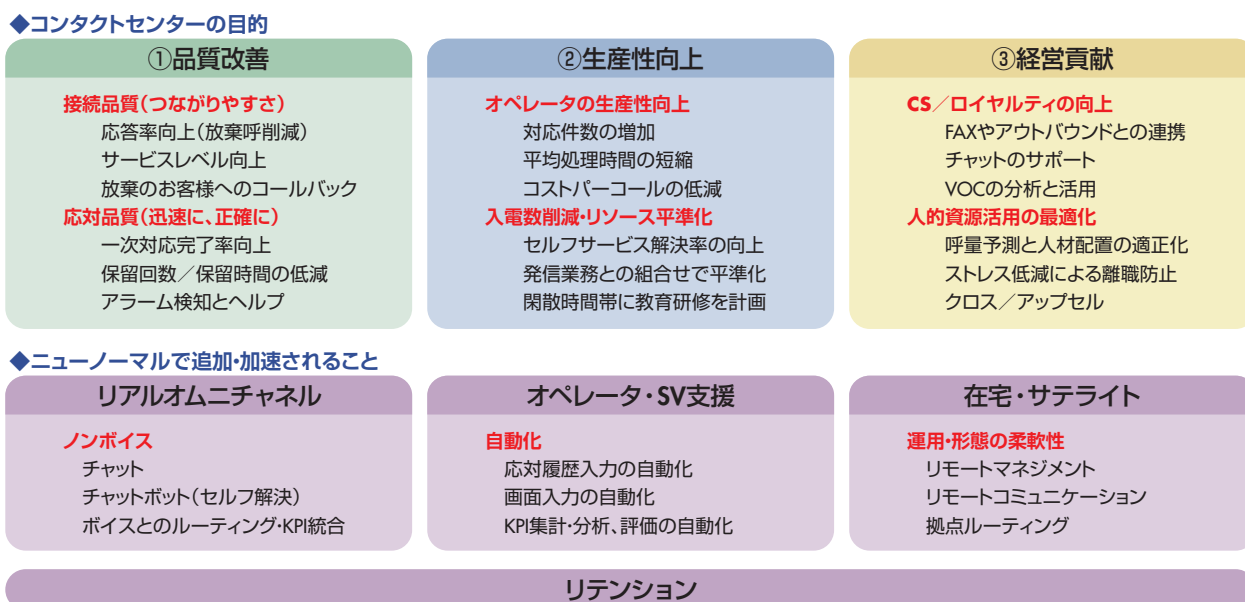 ◆コンタクトセンターの目的
①品質改善
接続品質（つながりやすさ）
応答率向上（放棄呼削減）
サービスレベル向上
放棄のお客様へのコールバック
応対品質（迅速に、正確に）
一次対応完了率向上
保留回数／保留時間の低減
アラーム検知とヘルプ
②生産性向上
オペレータの生産性向上
対応件数の増加
平均処理時間の短縮
コストパーコールの低減
入電数削減・リソース平準化
セルフサービス解決率の向上
発信業務との組合せで平準化
閑散時間帯に教育研修を計画
③経営貢献
CS／ロイヤルティの向上
FAXやアウトバウンドとの連携
チャットのサポート
VOCの分析と活用
人的資源活用の最適化
呼量予測と人材配置の適正化
ストレス低減による離職防止
クロス／アップセル
◆ニューノーマルで追加・加速されること
リアルオムニチャネル
ノンボイス
チャット
チャットボット（セルフ解決）
ボイスとのルーティング・KPI統合
オペレータ・SV支援
自動化
応対履歴入力の自動化
画面入力の自動化
KPI集計・分析、評価の自動化
在宅・サテライト
運用・形態の柔軟性
リモートマネジメント
リモートコミュニケーション
拠点ルーティング
リテンション